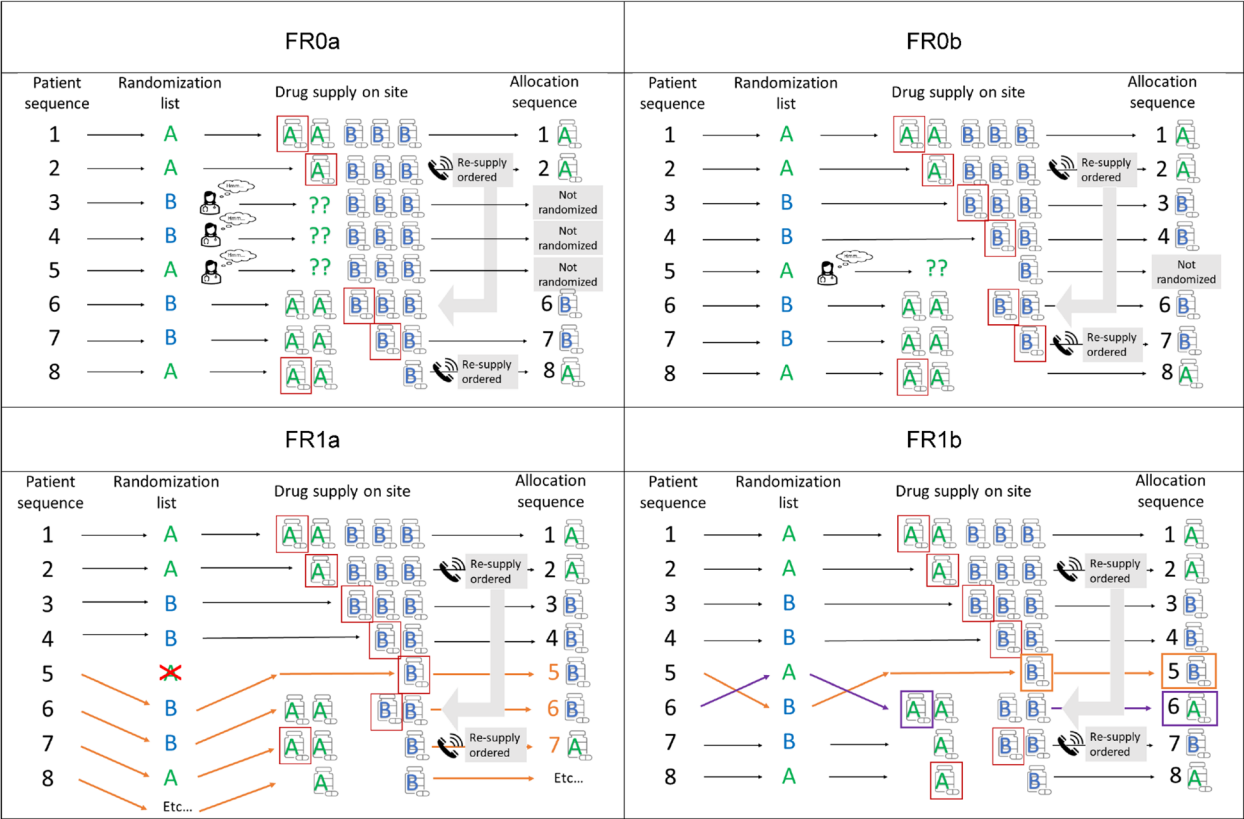 FR0a
Patient sequence Randomization list Drug supply on site Allocation sequence
1 A A A B B B 1 A
2 A A B B B Re-supply ordered 2 A
3 B Hmm... ?? B B B Not randomized
4 B Hmm... ?? B B B Not randomized
5 A Hmm... ?? B B B Not randomized
6 B A A B B B 6 B
7 B A A B B 7 B
8 A A A B Re-supply ordered 8 A
FR0b
Patient sequence Randomization list Drug supply on site Allocation sequence
1 A A A B B B 1 A
2 A A B B B Re-supply ordered 2 A
3 B B B B 3 B
4 B B B 4 B
5 A Hmm... ?? B Not randomized
6 B A A B B 6 B
7 B A A B Re-supply ordered 7 B
8 A A A 8 A
FR1a
Patient sequence Randomization list Drug supply on site Allocation sequence
1 A A A B B B 1 A
2 A A B B B Re-supply ordered 2 A
3 B B B B 3 B
4 B B B 4 B
5 A B 5 B
6 B A A B B 6 B
7 B A A B Re-supply ordered 7 A
8 A A B Etc...
Etc...
FR1b
Patient sequence Randomization list Drug supply on site Allocation sequence
1 A A A B B B 1 A
2 A A B B B Re-supply ordered 2 A
3 B B B B 3 B
4 B B B 4 B
5 A B 5 B
6 B A A B B 6 A
7 B A B B Re-supply ordered 7 B
8 A A B 8 A